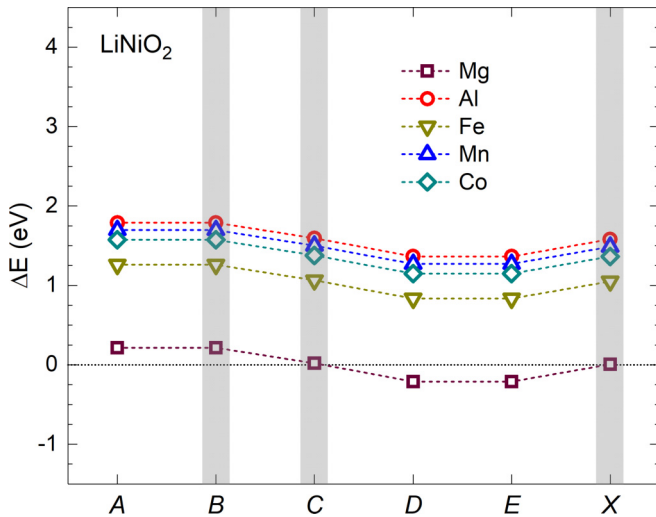 LiNiO₂
Mg
Al
Fe
Mn
Co
ΔE (eV)
4
3
2
1
0
-1
A B C D E X